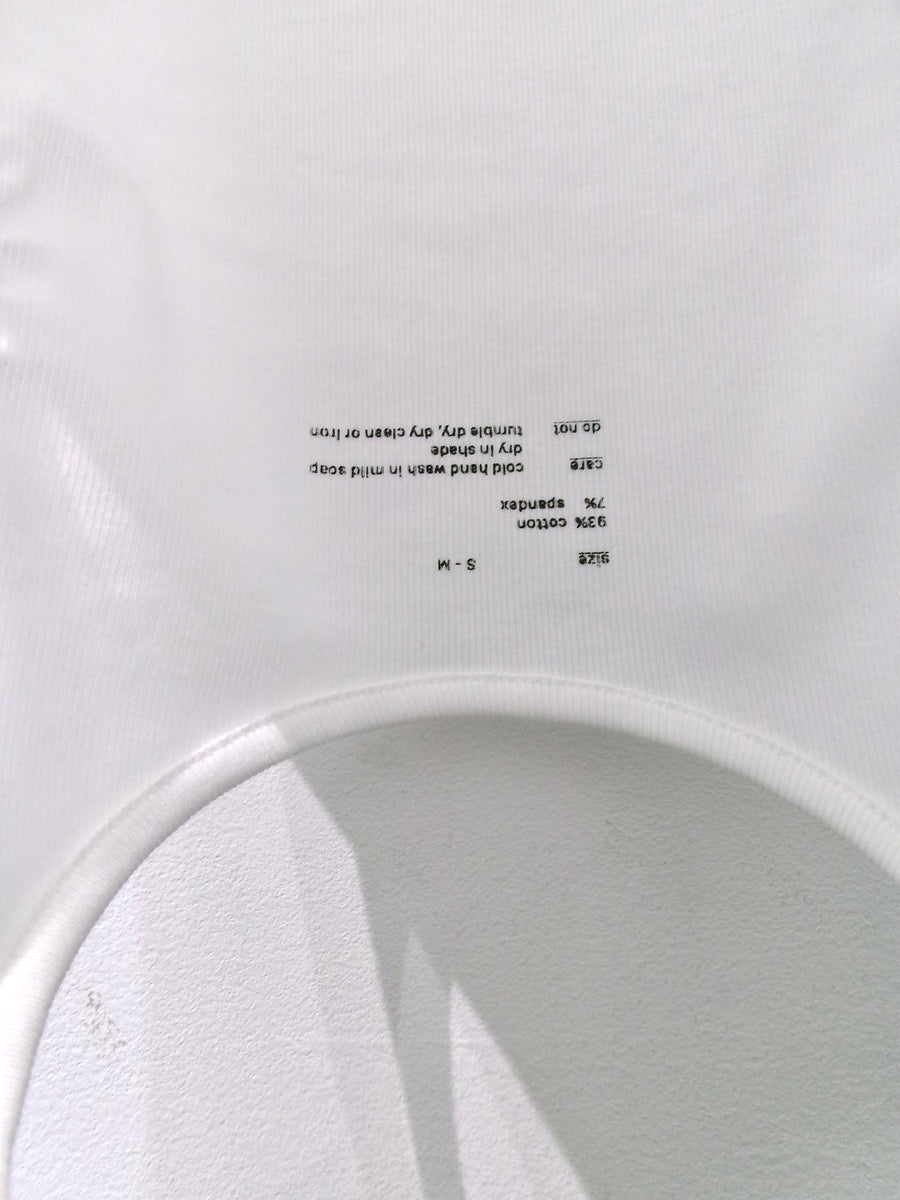 size S - M
93% cotton
7% spandex
care cold hand wash in mild soap
dry in shade
do not tumble dry, dry clean or Iron